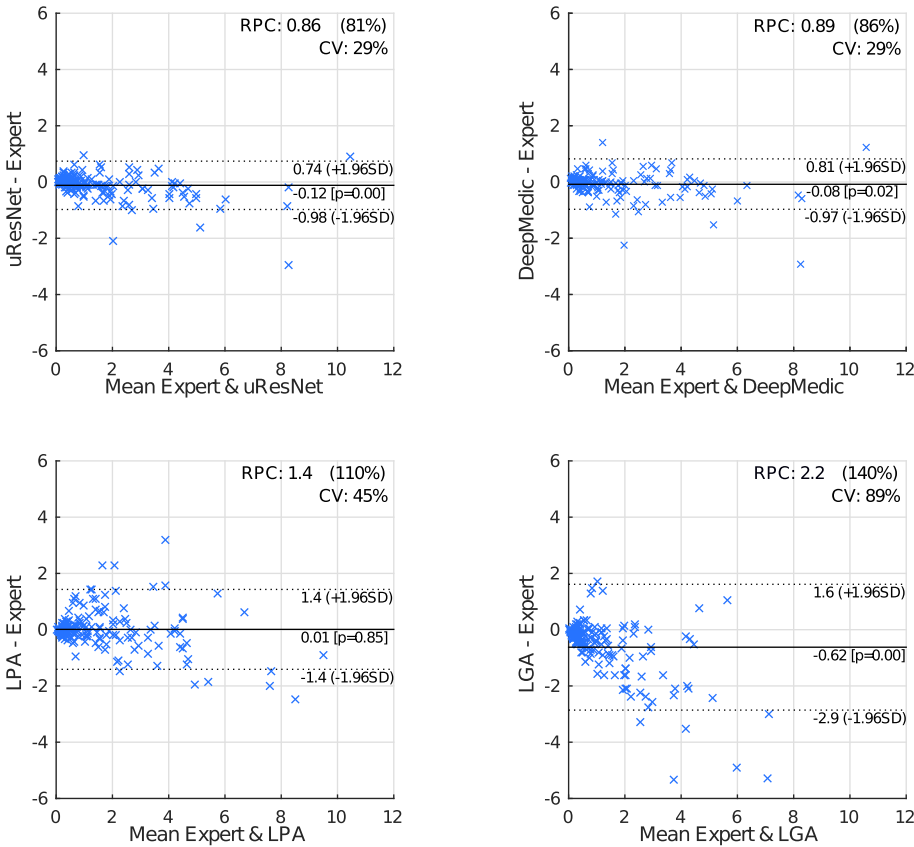 RPC: 0.86 (81%)
CV: 29%
6
4
2
0
-2
-4
-6
0.74 (+1.96SD)
-0.12 [p=0.00]
-0.98 (-1.96SD)
uResNet - Expert
0 2 4 6 8 10 12
Mean Expert & uResNet
RPC: 0.89 (86%)
CV: 29%
6
4
2
0
-2
-4
-6
0.81 (+1.96SD)
-0.08 [p=0.02]
-0.97 (-1.96SD)
DeepMedic - Expert
0 2 4 6 8 10 12
Mean Expert & DeepMedic
RPC: 1.4 (110%)
CV: 45%
6
4
2
0
-2
-4
-6
1.4 (+1.96SD)
0.01 [p=0.85]
-1.4 (-1.96SD)
LPA - Expert
0 2 4 6 8 10 12
Mean Expert & LPA
RPC: 2.2 (140%)
CV: 89%
6
4
2
0
-2
-4
-6
1.6 (+1.96SD)
-0.62 [p=0.00]
-2.9 (-1.96SD)
LGA - Expert
0 2 4 6 8 10 12
Mean Expert & LGA